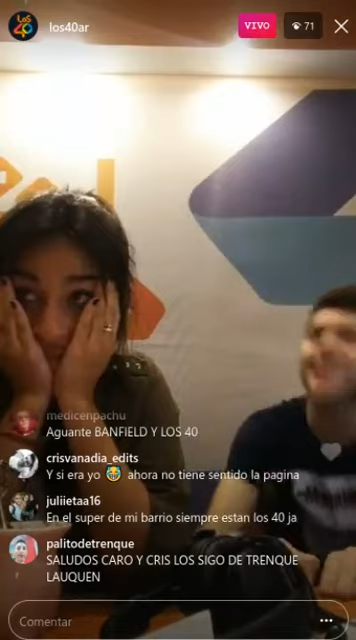 LOS
40
los40ar
VIVO
71
medicenpachu
Aguante BANFIELD Y LOS 40
crisvanadia_edits
Y si era yo 😹 ahora no tiene sentido la pagina
juliietaa16
En el super de mi barrio siempre estan los 40 ja
palitodetrenque
SALUDOS CARO Y CRIS LOS SIGO DE TRENQUE
LAUQUEN
Comentar